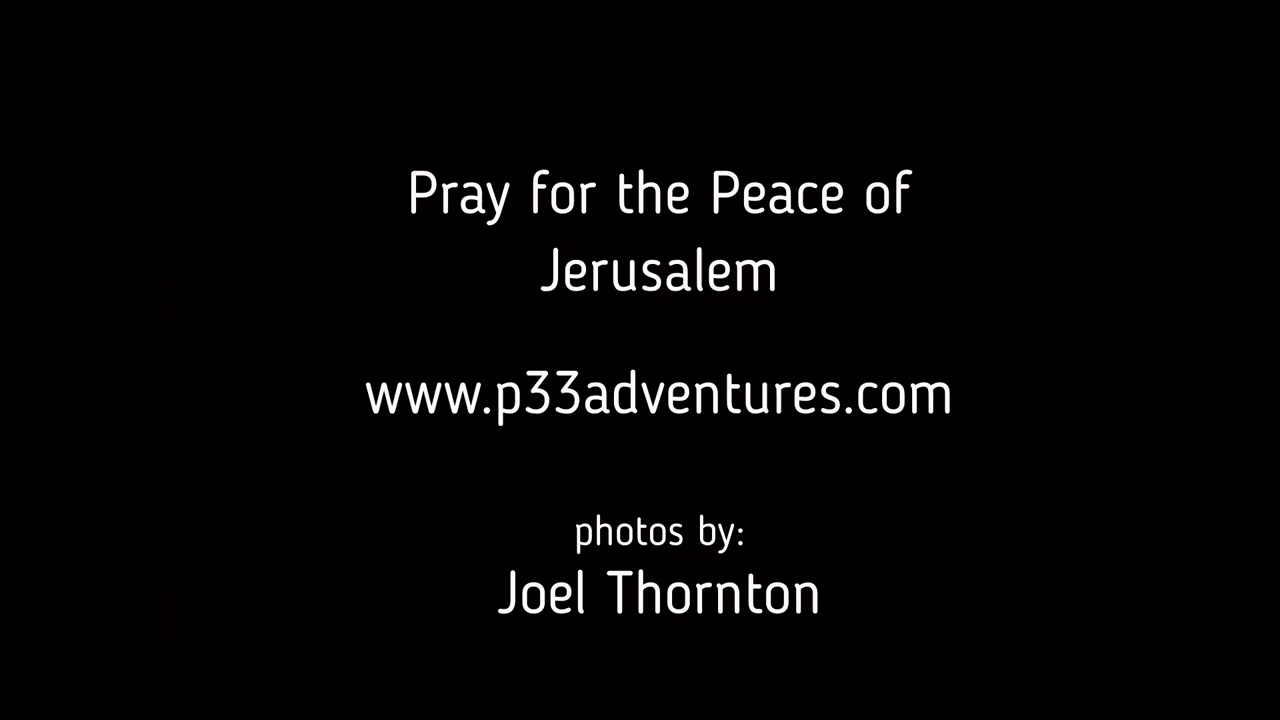 Pray for the Peace of
Jerusalem
www.p33adventures.com
photos by:
Joel Thornton